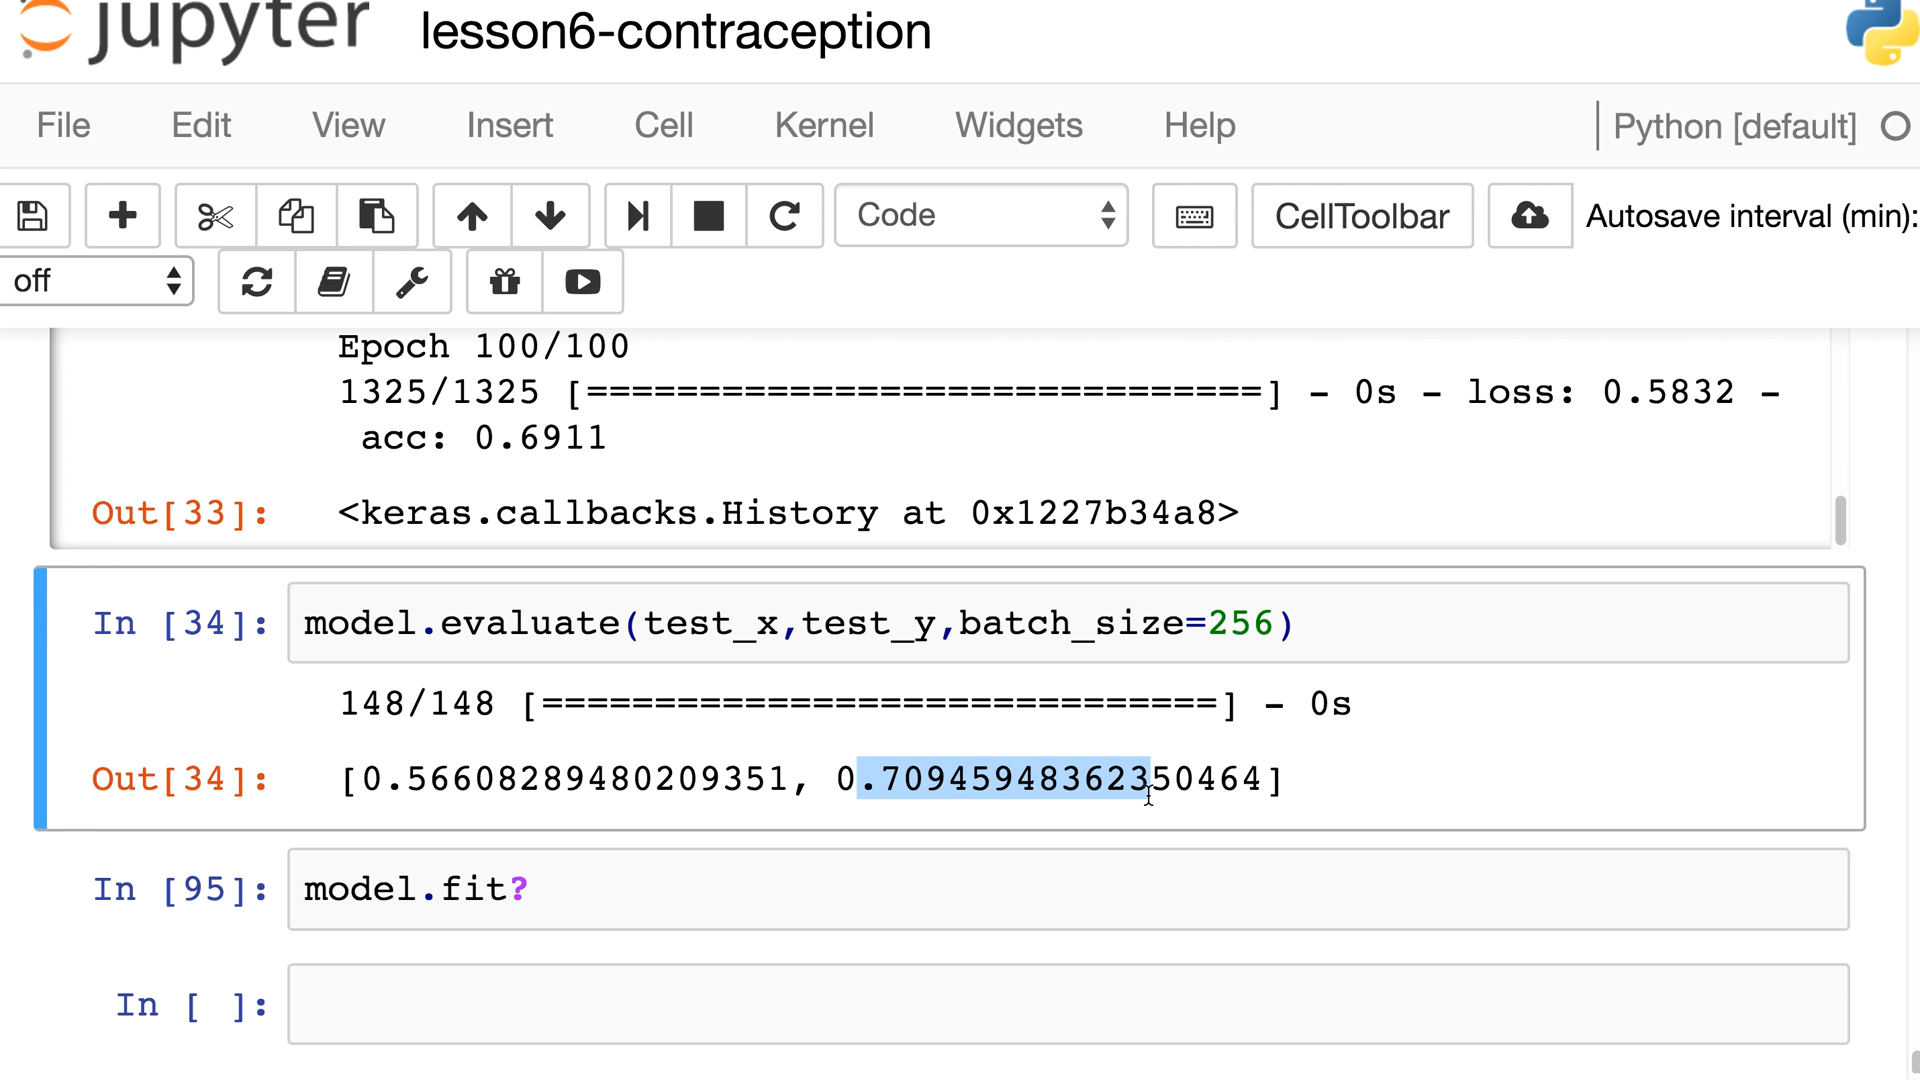 jupyter lesson6-contraception
File Edit View Insert Cell Kernel Widgets Help Python [default]
Code CellToolbar Autosave interval (min):
off
Epoch 100/100
1325/1325 [==============================] - 0s - loss: 0.5832 -
acc: 0.6911
Out[33]: <keras.callbacks.History at 0x1227b34a8>
In [34]: model.evaluate(test_x,test_y,batch_size=256)
148/148 [==============================] - 0s
Out[34]: [0.56608289480209351, 0.70945948362350464]
In [95]: model.fit?
In [ ]: